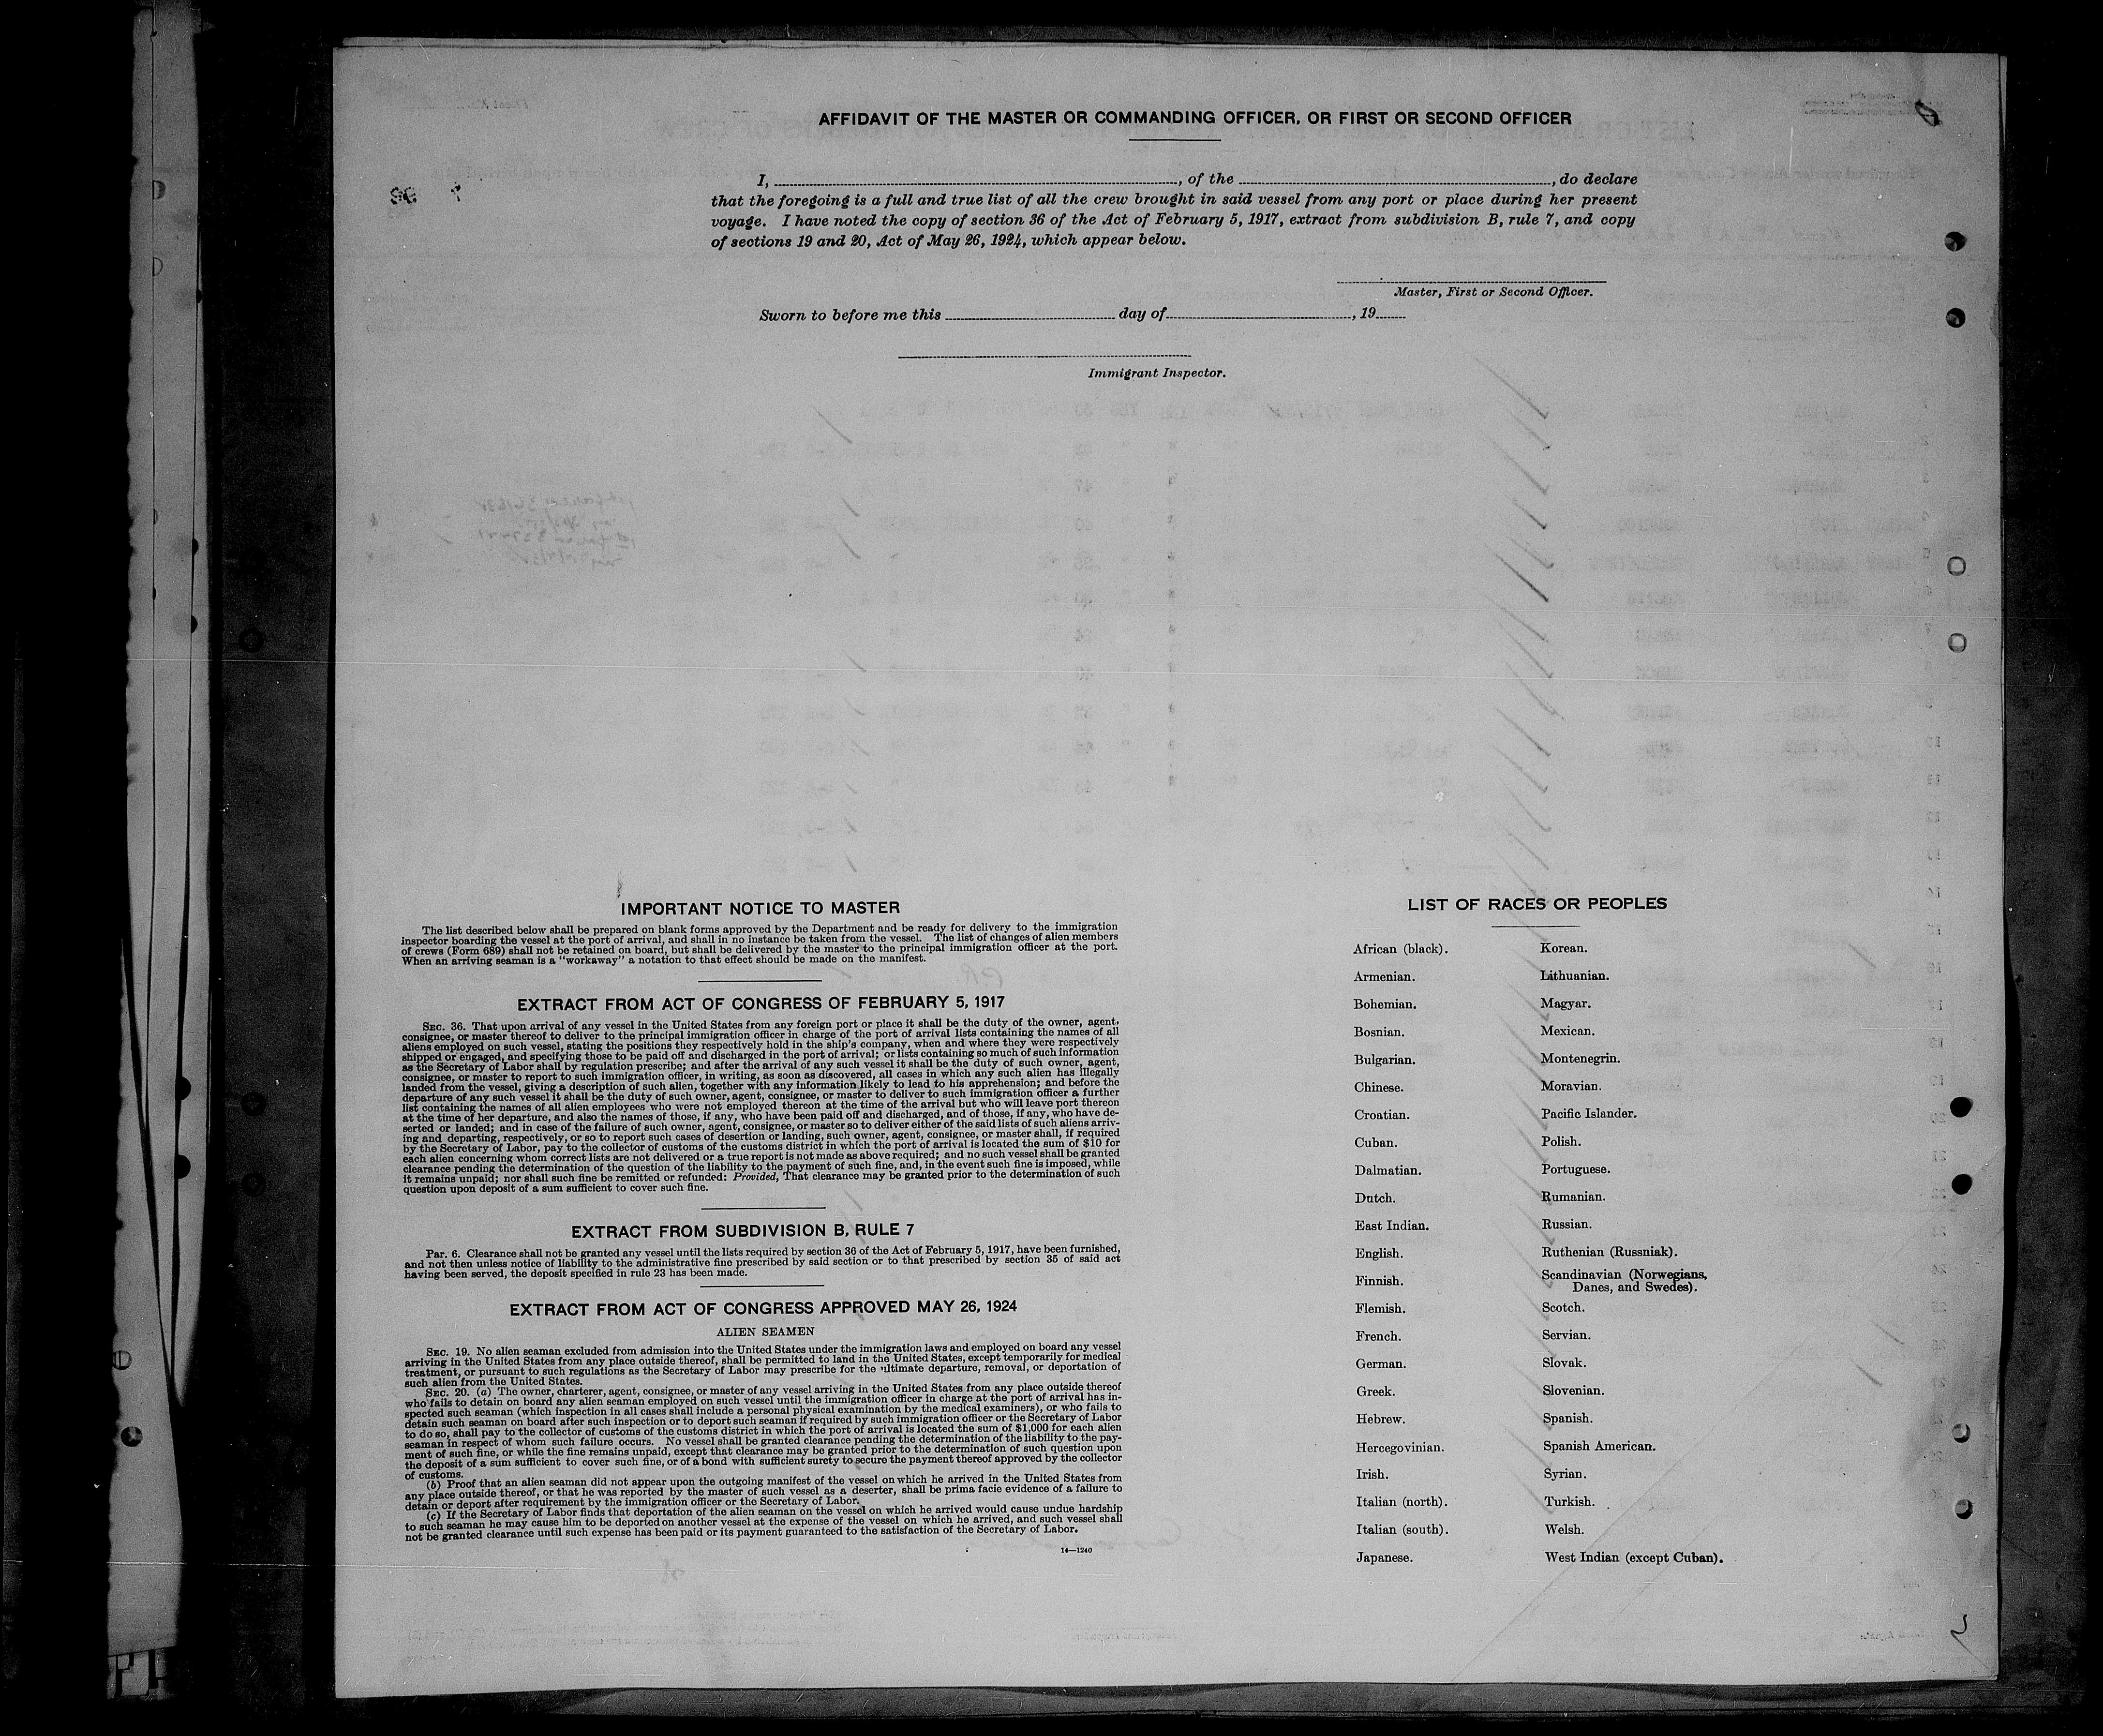 AFFIDAVIT OF THE MASTER OR COMMANDING OFFICER, OR FIRST OR SECOND OFFICER
I, , of the , do declare
that the foregoing is a full and true list of all the crew brought in said vessel from any port or place during her present
voyage. I have noted the copy of section 36 of the Act of February 5, 1917, extract from subdivision B, rule 7, and copy
of sections 19 and 20, Act of May 26, 1924, which appear below.
Master, First or Second Officer.
Sworn to before me this day of , 19
Immigrant Inspector.
IMPORTANT NOTICE TO MASTER
The list described below shall be prepared on blank forms approved by the Department and be ready for delivery to the immigration
inspector boarding the vessel at the port of arrival, and shall in no instance be taken from the vessel. The list of changes of alien members
of crews (Form 689) shall not be retained on board, but shall be delivered by the master to the principal immigration officer at the port.
When an arriving seaman is a "workaway" a notation to that effect should be made on the manifest.
EXTRACT FROM ACT OF CONGRESS OF FEBRUARY 5, 1917
SEC. 36. That upon arrival of any vessel in the United States from any foreign port or place it shall be the duty of the owner, agent,
consignee, or master thereof to deliver to the principal immigration officer in charge of the port of arrival lists containing the names of all
aliens employed on such vessel, stating the positions they respectively hold in the ship's company, when and where they were respectively
shipped or engaged, and specifying those to be paid off and discharged in the port of arrival; or lists containing so much of such information
as the Secretary of Labor shall by regulation prescribe; and after the arrival of any such vessel it shall be the duty of such owner, agent,
consignee, or master to report to such immigration officer, in writing, as soon as discovered, all cases in which any such alien has illegally
landed from the vessel, giving a description of such alien, together with any information likely to lead to his apprehension; and before the
departure of any such vessel it shall be the duty of such owner, agent, consignee, or master to deliver to such immigration officer a further
list containing the names of all alien employees who were not employed thereon at the time of the arrival but who will leave port thereon
at the time of her departure, and also the names of those, if any, who have been paid off and discharged, and of those, if any, who have de-
serted or landed; and in case of the failure of such owner, agent, consignee, or master so to deliver either of the said lists of such aliens arriv-
ing and departing, respectively, or so to report such cases of desertion or landing, such owner, agent, consignee, or master shall, if required
by the Secretary of Labor, pay to the collector of customs of the customs district in which the port of arrival is located the sum of $10 for
each alien concerning whom correct lists are not delivered or a true report is not made as above required; and no such vessel shall be granted
clearance pending the determination of the question of the liability to the payment of such fine, and, in the event such fine is imposed, while
it remains unpaid; nor shall such fine be remitted or refunded: Provided, That clearance may be granted prior to the determination of such
question upon deposit of a sum sufficient to cover such fine.
EXTRACT FROM SUBDIVISION B, RULE 7
Par. 6. Clearance shall not be granted any vessel until the lists required by section 36 of the Act of February 5, 1917, have been furnished,
and not then unless notice of liability to the administrative fine prescribed by said section or to that prescribed by section 35 of said act
having been served, the deposit specified in rule 23 has been made.
EXTRACT FROM ACT OF CONGRESS APPROVED MAY 26, 1924
ALIEN SEAMEN
SEC. 19. No alien seaman excluded from admission into the United States under the immigration laws and employed on board any vessel
arriving in the United States from any place outside thereof, shall be permitted to land in the United States, except temporarily for medical
treatment, or pursuant to such regulations as the Secretary of Labor may prescribe for the ultimate departure, removal, or deportation of
such alien from the United States.
SEC. 20. (a) The owner, charterer, agent, consignee, or master of any vessel arriving in the United States from any place outside thereof
who fails to detain on board any alien seaman employed on such vessel until the immigration officer in charge at the port of arrival has in-
spected such seaman (which inspection in all cases shall include a personal physical examination by the medical examiners), or who fails to
detain such seaman on board after such inspection or to deport such seaman if required by such immigration officer or the Secretary of Labor
to do so, shall pay to the collector of customs of the customs district in which the port of arrival is located the sum of $1,000 for each alien
seaman in respect of whom such failure occurs. No vessel shall be granted clearance pending the determination of the liability to the pay-
ment of such fine, or while the fine remains unpaid, except that clearance may be granted prior to the determination of such question upon
the deposit of a sum sufficient to cover such fine, or of a bond with sufficient surety to secure the payment thereof approved by the collector
of customs.
(b) Proof that an alien seaman did not appear upon the outgoing manifest of the vessel on which he arrived in the United States from
any place outside thereof, or that he was reported by the master of such vessel as a deserter, shall be prima facie evidence of a failure to
detain or deport after requirement by the immigration officer or the Secretary of Labor.
(c) If the Secretary of Labor finds that deportation of the alien seaman on the vessel on which he arrived would cause undue hardship
to such seaman he may cause him to be deported on another vessel at the expense of the vessel on which he arrived, and such vessel shall
not be granted clearance until such expense has been paid or its payment guaranteed to the satisfaction of the Secretary of Labor.
14—1240
LIST OF RACES OR PEOPLES
African (black).
Armenian.
Bohemian.
Bosnian.
Bulgarian.
Chinese.
Croatian.
Cuban.
Dalmatian.
Dutch.
East Indian.
English.
Finnish.
Flemish.
French.
German.
Greek.
Hebrew.
Hercegovinian.
Irish.
Italian (north).
Italian (south).
Japanese.
Korean.
Lithuanian.
Magyar.
Mexican.
Montenegrin.
Moravian.
Pacific Islander.
Polish.
Portuguese.
Rumanian.
Russian.
Ruthenian (Russniak).
Scandinavian (Norwegians,
Danes, and Swedes).
Scotch.
Servian.
Slovak.
Slovenian.
Spanish.
Spanish American.
Syrian.
Turkish.
Welsh.
West Indian (except Cuban).